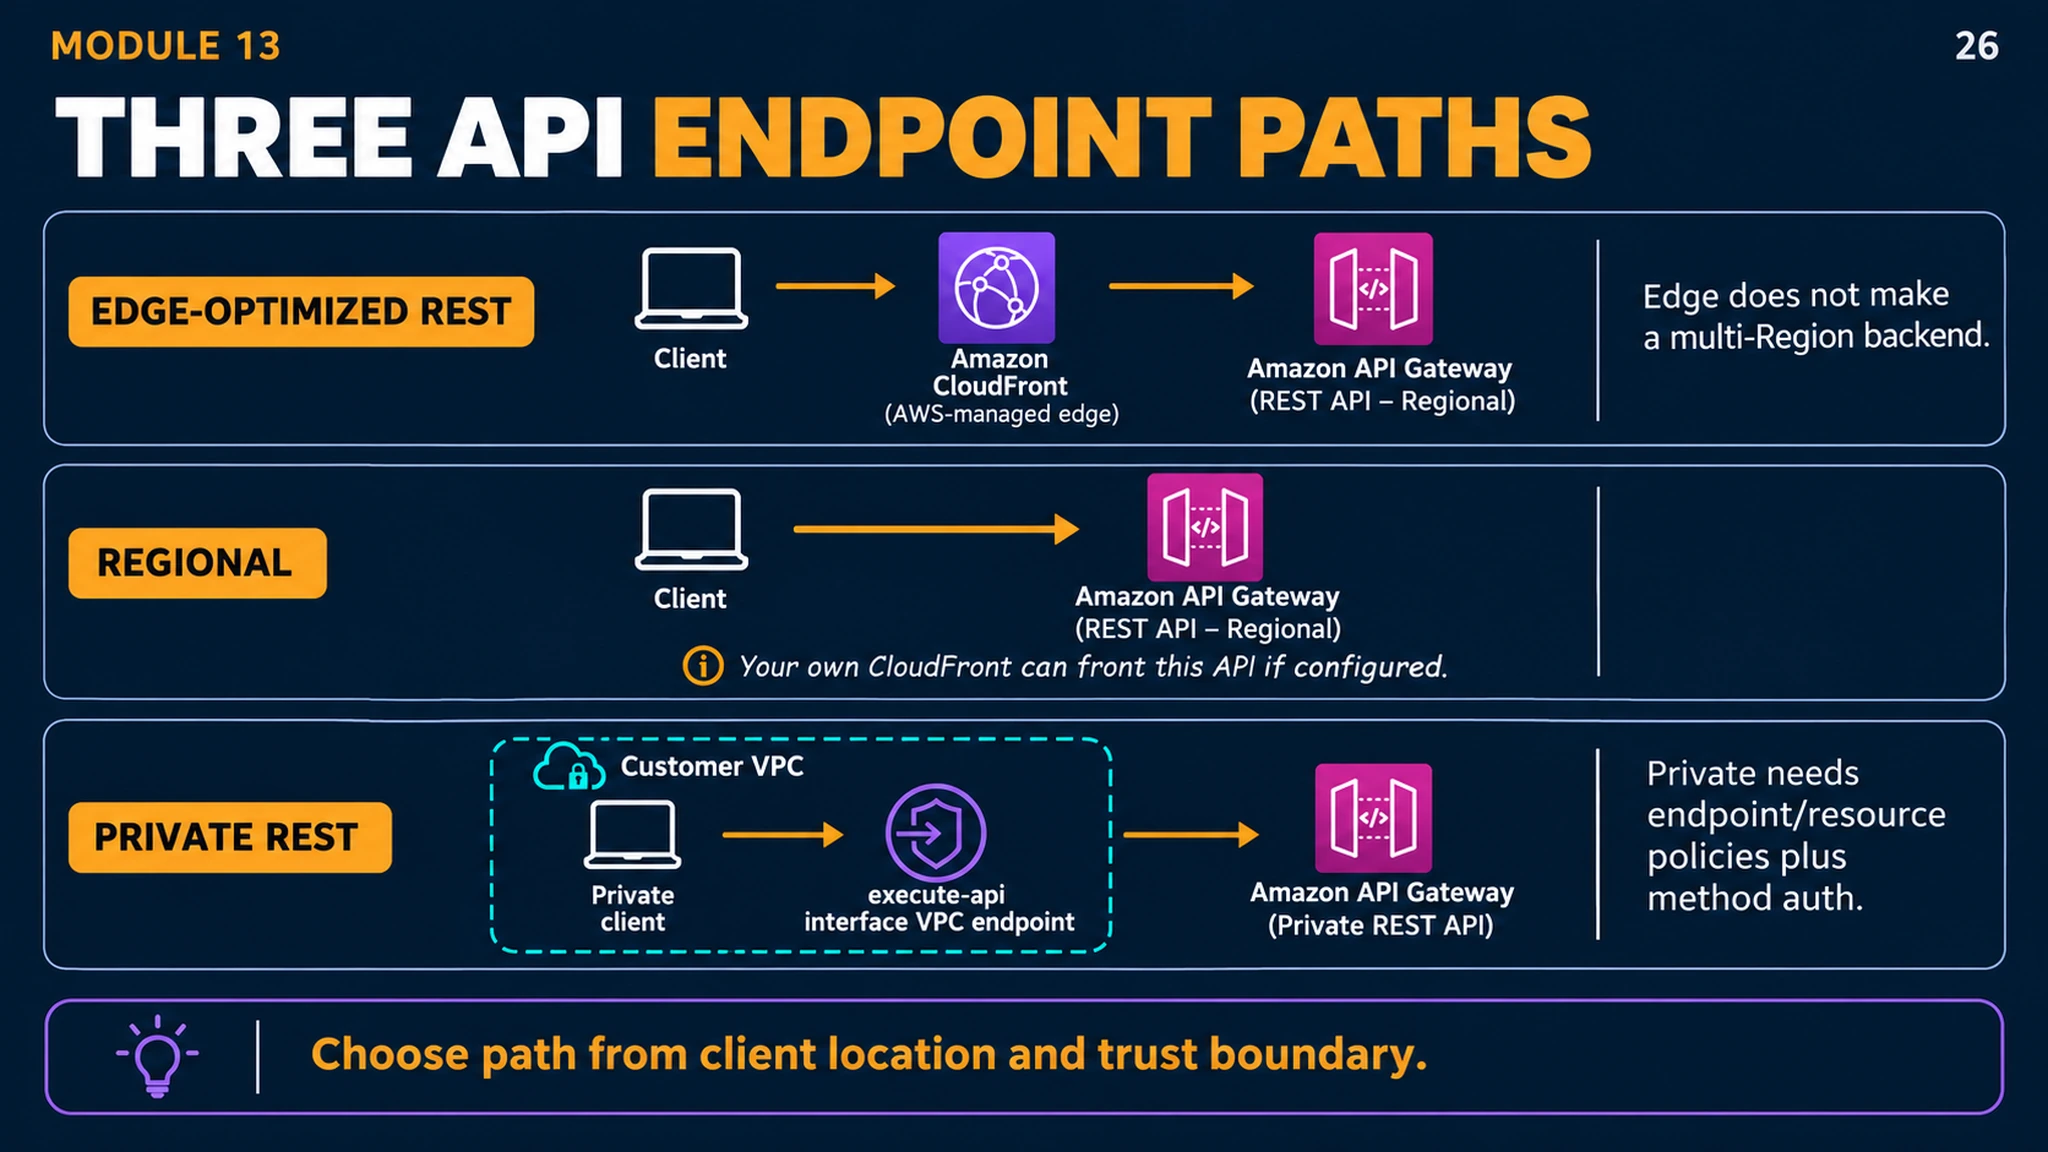 MODULE 13
26
THREE API ENDPOINT PATHS
EDGE-OPTIMIZED REST
Client
Amazon
CloudFront
(AWS-managed edge)
</>
Amazon API Gateway
(REST API – Regional)
Edge does not make
a multi-Region backend.
REGIONAL
Client
</>
Amazon API Gateway
(REST API – Regional)
i Your own CloudFront can front this API if configured.
PRIVATE REST
Customer VPC
Private
client
execute-api
interface VPC endpoint
</>
Amazon API Gateway
(Private REST API)
Private needs
endpoint/resource
policies plus
method auth.
Choose path from client location and trust boundary.